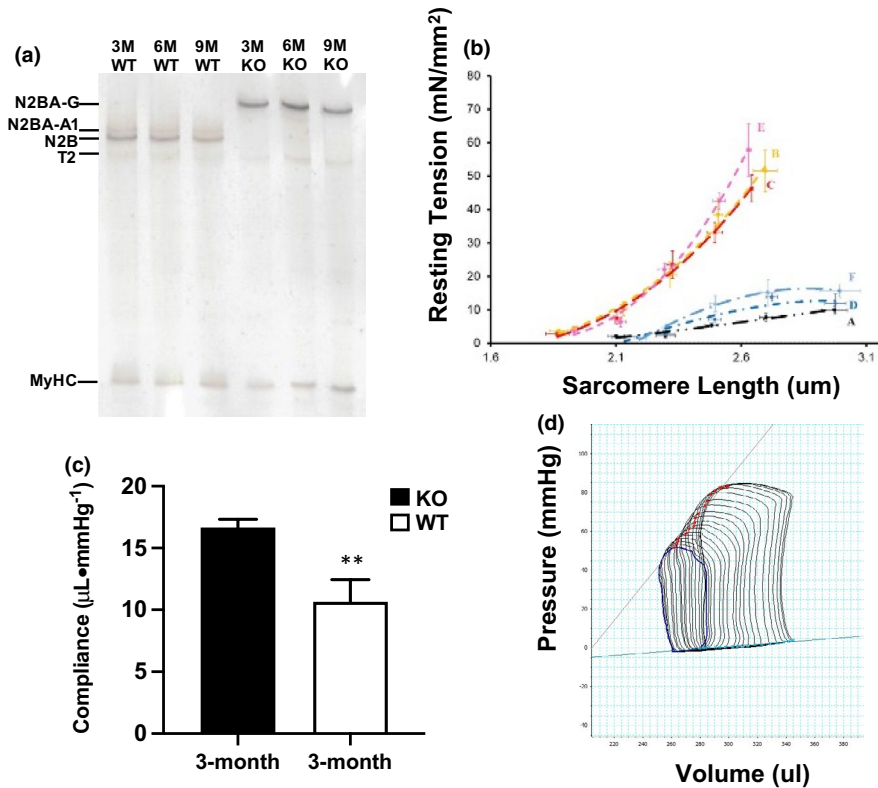 (a)
3M 6M 9M 3M 6M 9M
WT WT WT KO KO KO
N2BA-G
N2BA-A1
N2B
T2
MyHC
(b)
Resting Tension (mN/mm²)
80
70
60
50
40
30
20
10
0
1.6 2.1 2.6 3.1
E
B
C
F
D
A
Sarcomere Length (um)
(c)
Compliance (µL•mmHg⁻¹)
20
15
10
5
0
**
KO
WT
3-month 3-month
(d)
Pressure (mmHg)
100
80
60
40
20
0
-20
-40
220 240 260 280 300 320 340 360 380
Volume (ul)